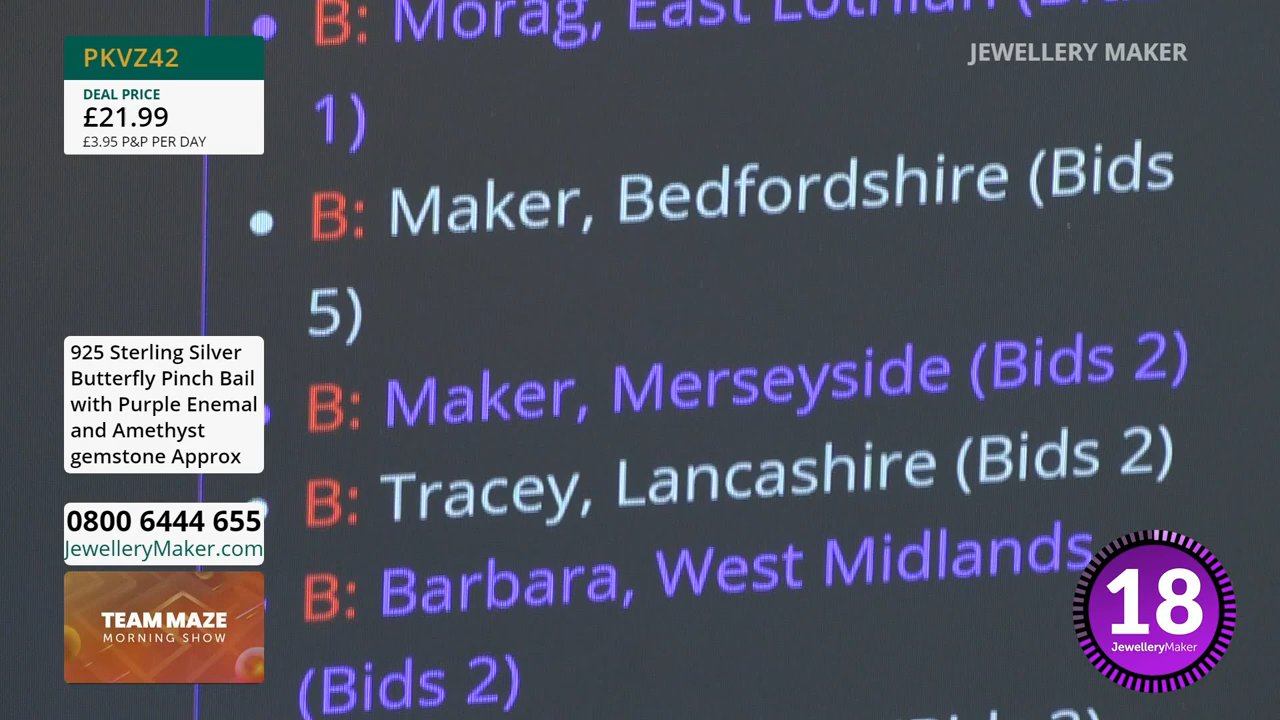 PKVZ42
DEAL PRICE
£21.99
£3.95 P&P PER DAY
JEWELLERY MAKER
B: Morag, East Lothian
1)
B: Maker, Bedfordshire (Bids
5)
B: Maker, Merseyside (Bids 2)
B: Tracey, Lancashire (Bids 2)
B: Barbara, West Midlands
(Bids 2)
925 Sterling Silver
Butterfly Pinch Bail
with Purple Enemal
and Amethyst
gemstone Approx
0800 6444 655
JewelleryMaker.com
TEAM MAZE
MORNING SHOW
18
JewelleryMaker